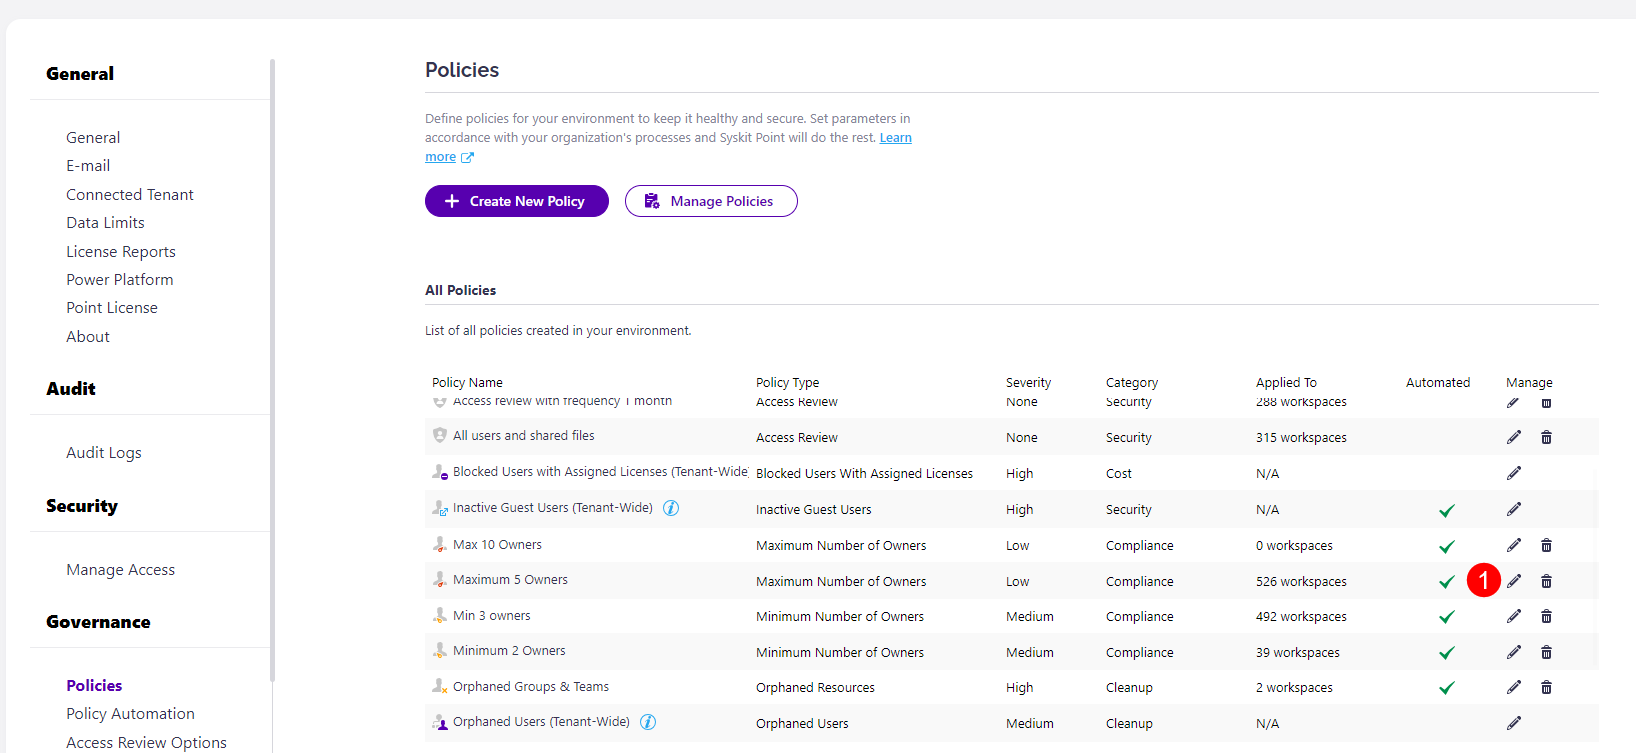 General
General
E-mail
Connected Tenant
Data Limits
License Reports
Power Platform
Point License
About
Audit
Audit Logs
Security
Manage Access
Governance
Policies
Policy Automation
Access Review Options
Policies
Define policies for your environment to keep it healthy and secure. Set parameters in
accordance with your organization's processes and Syskit Point will do the rest. Learn
more
Create New Policy
Manage Policies
All Policies
List of all policies created in your environment.
Policy Name Policy Type Severity Category Applied To Automated Manage
Access review with frequency 1 month Access Review None Security 288 workspaces
All users and shared files Access Review None Security 315 workspaces
Blocked Users with Assigned Licenses (Tenant-Wide) Blocked Users With Assigned Licenses High Cost N/A
Inactive Guest Users (Tenant-Wide) i Inactive Guest Users High Security N/A
Max 10 Owners Maximum Number of Owners Low Compliance 0 workspaces
Maximum 5 Owners Maximum Number of Owners Low Compliance 526 workspaces 1
Min 3 owners Minimum Number of Owners Medium Compliance 492 workspaces
Minimum 2 Owners Minimum Number of Owners Medium Compliance 39 workspaces
Orphaned Groups & Teams Orphaned Resources High Cleanup 2 workspaces
Orphaned Users (Tenant-Wide) i Orphaned Users Medium Cleanup N/A